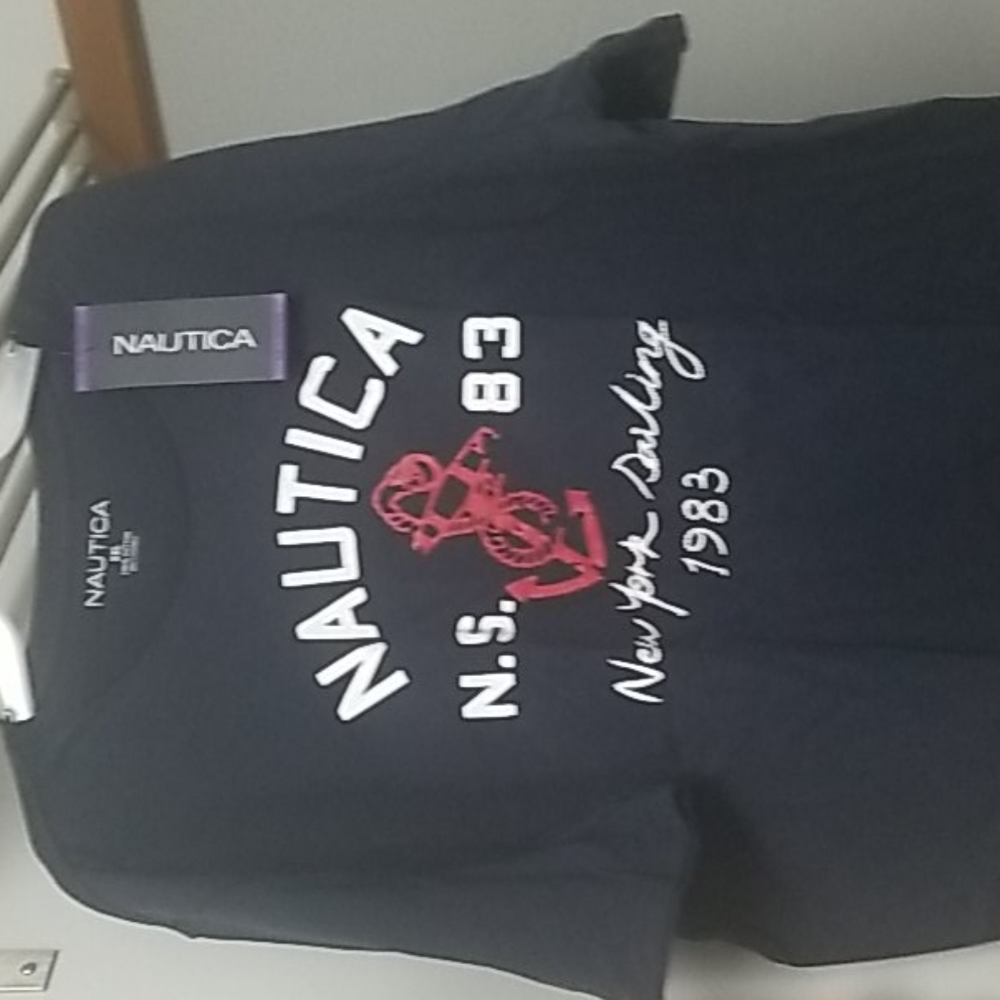 NAUTICA
NAUTICA
NAUTICA
N.S. 83
New York Sailing
1983